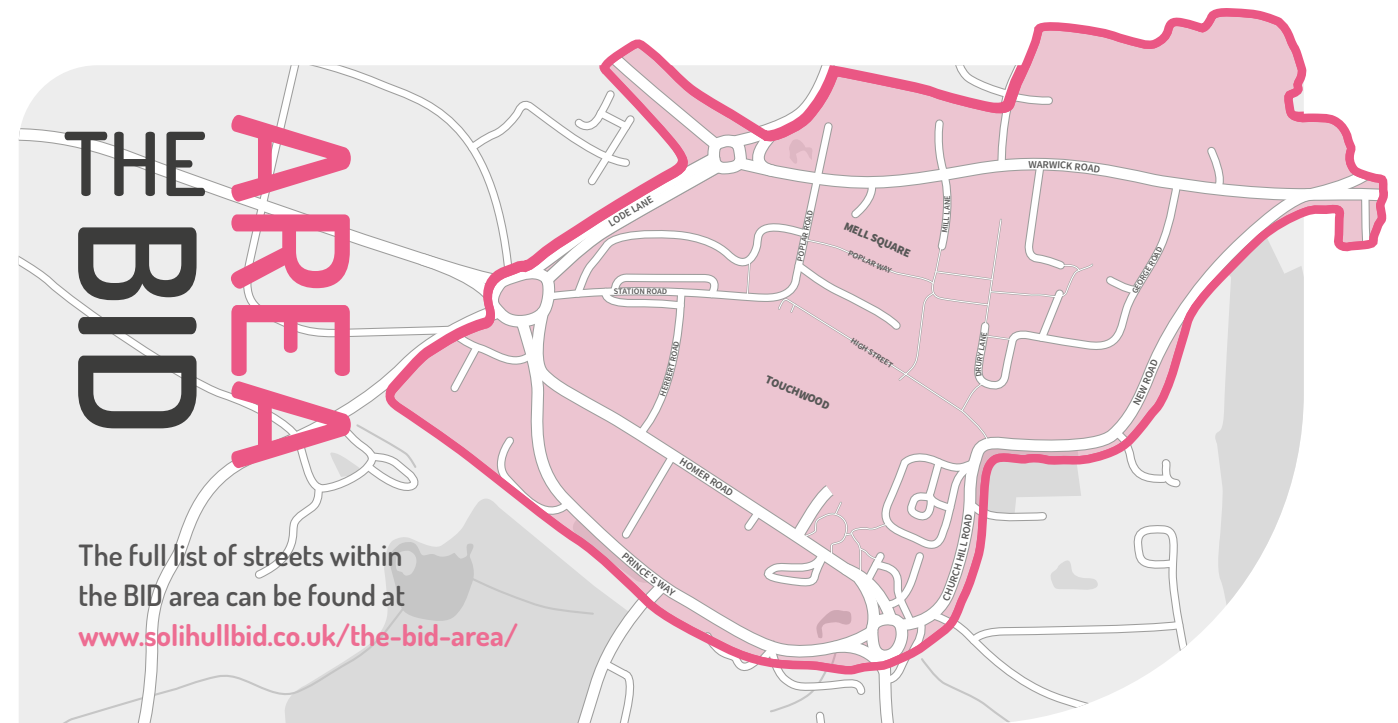 THE
BID
AREA
The full list of streets within
the BID area can be found at
www.solihullbid.co.uk/the-bid-area/
WARWICK ROAD
LODE LANE
MILL LANE
POPLAR ROAD
MELL SQUARE
POPLAR WAY
GEORGE ROAD
STATION ROAD
HIGH STREET
DRURY LANE
HERBERT ROAD
NEW ROAD
TOUCHWOOD
HOMER ROAD
CHURCH HILL ROAD
PRINCE'S WAY